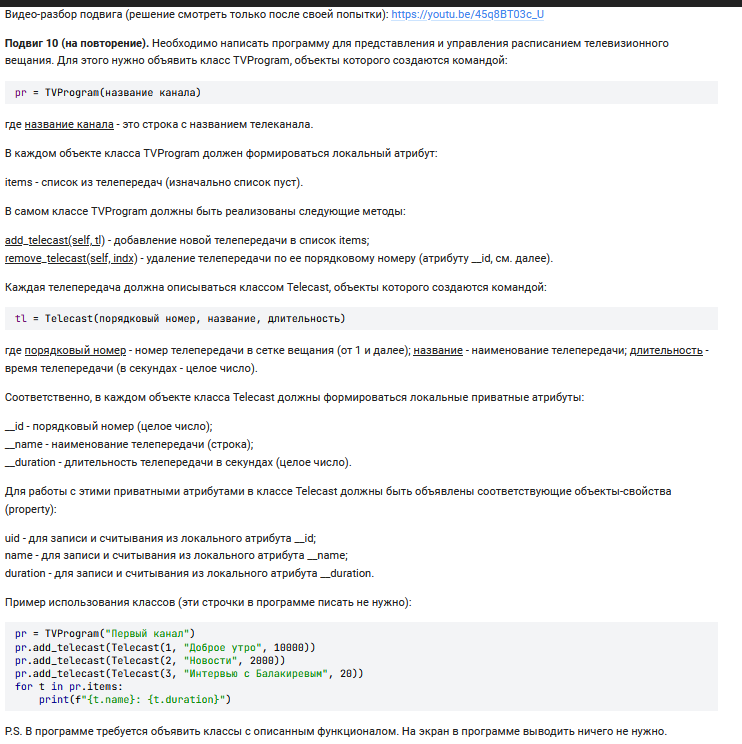 Видео-разбор подвига (решение смотреть только после своей попытки): https://youtu.be/45q8BT03c_U
Подвиг 10 (на повторение). Необходимо написать программу для представления и управления расписанием телевизионного
вещания. Для этого нужно объявить класс TVProgram, объекты которого создаются командой:
pr = TVProgram(название канала)
где название канала - это строка с названием телеканала.
В каждом объекте класса TVProgram должен формироваться локальный атрибут:
items - список из телепередач (изначально список пуст).
В самом классе TVProgram должны быть реализованы следующие методы:
add_telecast(self, tl) - добавление новой телепередачи в список items;
remove_telecast(self, indx) - удаление телепередачи по ее порядковому номеру (атрибуту __id, см. далее).
Каждая телепередача должна описываться классом Telecast, объекты которого создаются командой:
tl = Telecast(порядковый номер, название, длительность)
где порядковый номер - номер телепередачи в сетке вещания (от 1 и далее); название - наименование телепередачи; длительность -
время телепередачи (в секундах - целое число).
Соответственно, в каждом объекте класса Telecast должны формироваться локальные приватные атрибуты:
__id - порядковый номер (целое число);
__name - наименование телепередачи (строка);
__duration - длительность телепередачи в секундах (целое число).
Для работы с этими приватными атрибутами в классе Telecast должны быть объявлены соответствующие объекты-свойства
(property):
uid - для записи и считывания из локального атрибута __id;
name - для записи и считывания из локального атрибута __name;
duration - для записи и считывания из локального атрибута __duration.
Пример использования классов (эти строчки в программе писать не нужно):
pr = TVProgram("Первый канал")
pr.add_telecast(Telecast(1, "Доброе утро", 10000))
pr.add_telecast(Telecast(2, "Новости", 2000))
pr.add_telecast(Telecast(3, "Интервью с Балакиревым", 20))
for t in pr.items:
    print(f"{t.name}: {t.duration}")
P.S. В программе требуется объявить классы с описанным функционалом. На экран в программе выводить ничего не нужно.